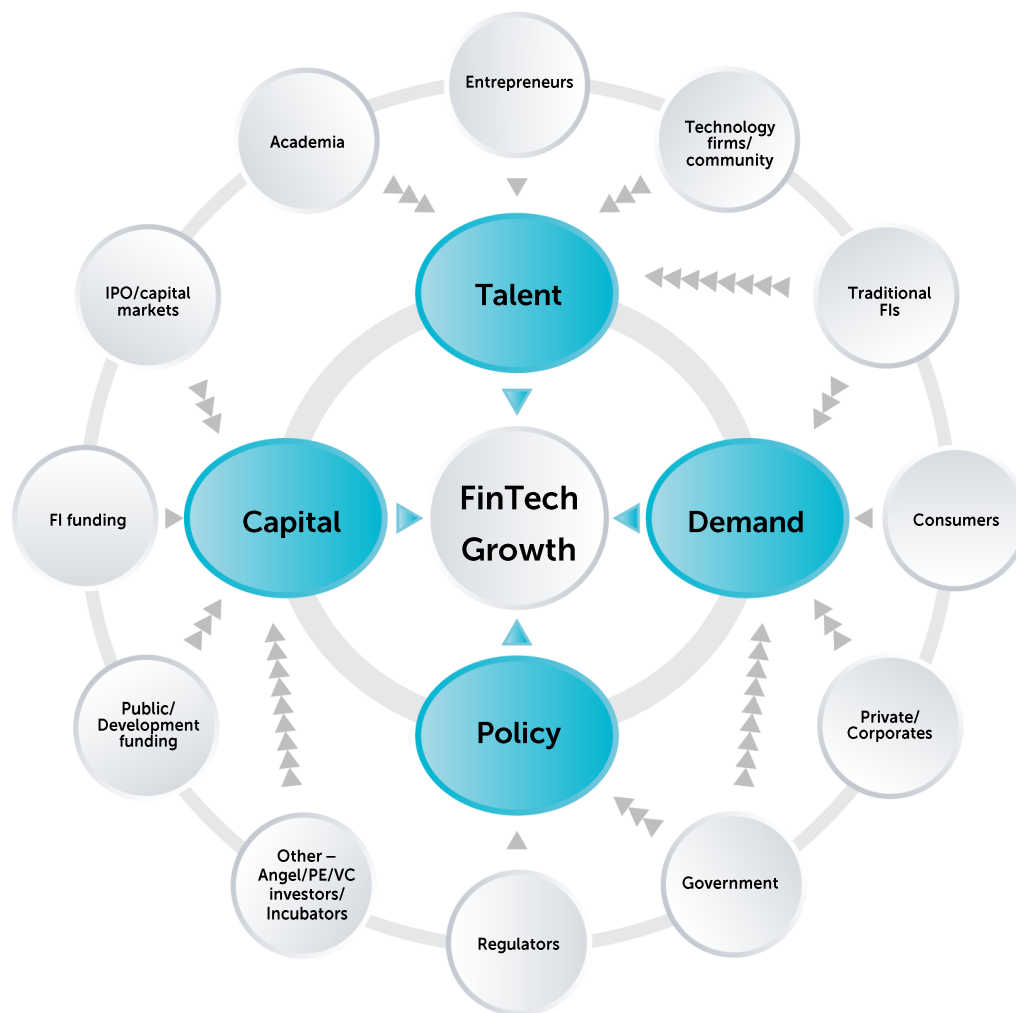 Entrepreneurs
Academia
Technology
firms/
community
IPO/capital
markets
Talent
Traditional
FIs
FI funding
Capital
FinTech
Growth
Demand
Consumers
Public/
Development
funding
Policy
Private/
Corporates
Other –
Angel/PE/VC
investors/
Incubators
Regulators
Government